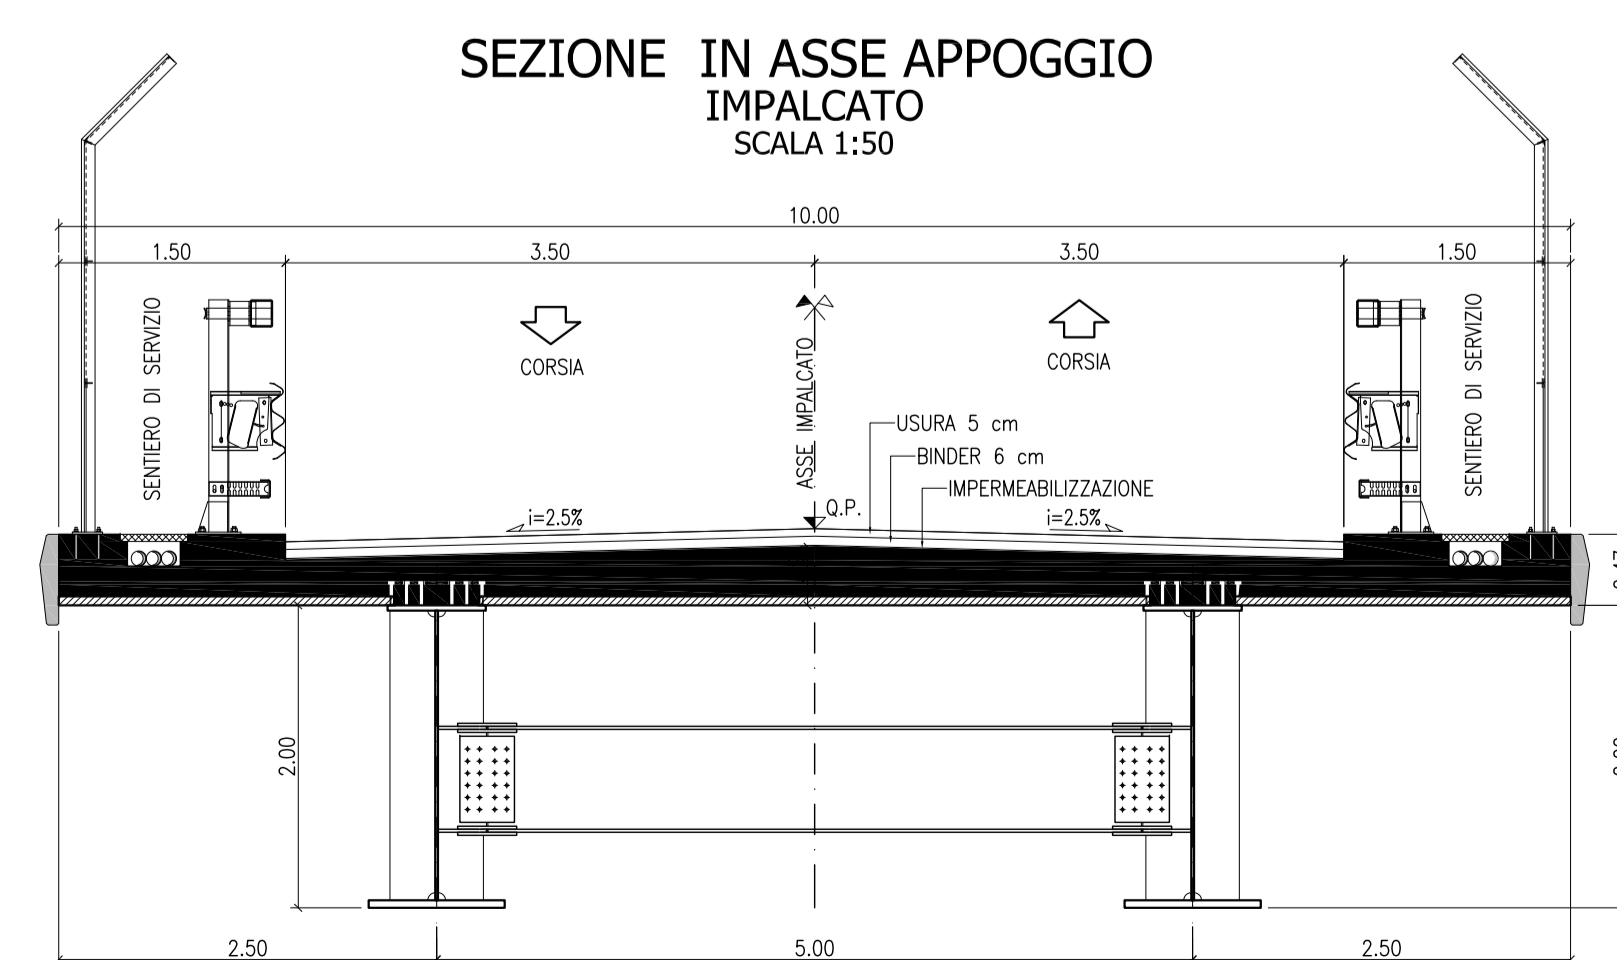 SEZIONE IN ASSE APPOGGIO
IMPALCATO
SCALA 1:50
10.00
1.50
3.50
3.50
1.50
SENTIERO DI SERVIZIO
CORSIA
ASSE IMPALCATO
CORSIA
SENTIERO DI SERVIZIO
USURA 5 cm
BINDER 6 cm
IMPERMEABILIZZAZIONE
Q.P.
i=2.5%
i=2.5%
2.00
2.50
5.00
2.50